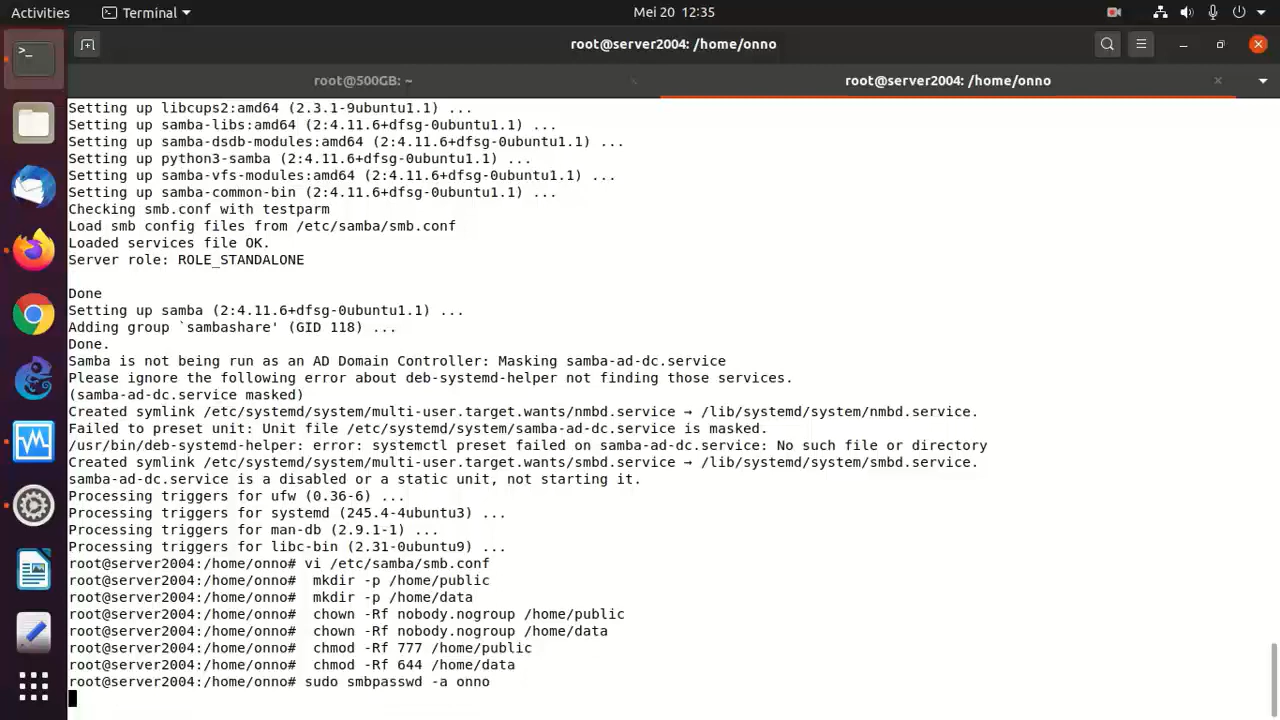 Activities
Terminal
Mei 20 12:35
root@server2004: /home/onno
root@500GB: ~
root@server2004: /home/onno
Setting up libcups2:amd64 (2.3.1-9ubuntu1.1) ...
Setting up samba-libs:amd64 (2:4.11.6+dfsg-0ubuntu1.1) ...
Setting up samba-dsdb-modules:amd64 (2:4.11.6+dfsg-0ubuntu1.1) ...
Setting up python3-samba (2:4.11.6+dfsg-0ubuntu1.1) ...
Setting up samba-vfs-modules:amd64 (2:4.11.6+dfsg-0ubuntu1.1) ...
Setting up samba-common-bin (2:4.11.6+dfsg-0ubuntu1.1) ...
Checking smb.conf with testparm
Load smb config files from /etc/samba/smb.conf
Loaded services file OK.
Server role: ROLE_STANDALONE
Done
Setting up samba (2:4.11.6+dfsg-0ubuntu1.1) ...
Adding group `sambashare' (GID 118) ...
Done.
Samba is not being run as an AD Domain Controller: Masking samba-ad-dc.service
Please ignore the following error about deb-systemd-helper not finding those services.
(samba-ad-dc.service masked)
Created symlink /etc/systemd/system/multi-user.target.wants/nmbd.service → /lib/systemd/system/nmbd.service.
Failed to preset unit: Unit file /etc/systemd/system/samba-ad-dc.service is masked.
/usr/bin/deb-systemd-helper: error: systemctl preset failed on samba-ad-dc.service: No such file or directory
Created symlink /etc/systemd/system/multi-user.target.wants/smbd.service → /lib/systemd/system/smbd.service.
samba-ad-dc.service is a disabled or a static unit, not starting it.
Processing triggers for ufw (0.36-6) ...
Processing triggers for systemd (245.4-4ubuntu3) ...
Processing triggers for man-db (2.9.1-1) ...
Processing triggers for libc-bin (2.31-0ubuntu9) ...
root@server2004:/home/onno# vi /etc/samba/smb.conf
root@server2004:/home/onno#  mkdir -p /home/public
root@server2004:/home/onno#  mkdir -p /home/data
root@server2004:/home/onno#  chown -Rf nobody.nogroup /home/public
root@server2004:/home/onno#  chown -Rf nobody.nogroup /home/data
root@server2004:/home/onno#  chmod -Rf 777 /home/public
root@server2004:/home/onno#  chmod -Rf 644 /home/data
root@server2004:/home/onno# sudo smbpasswd -a onno